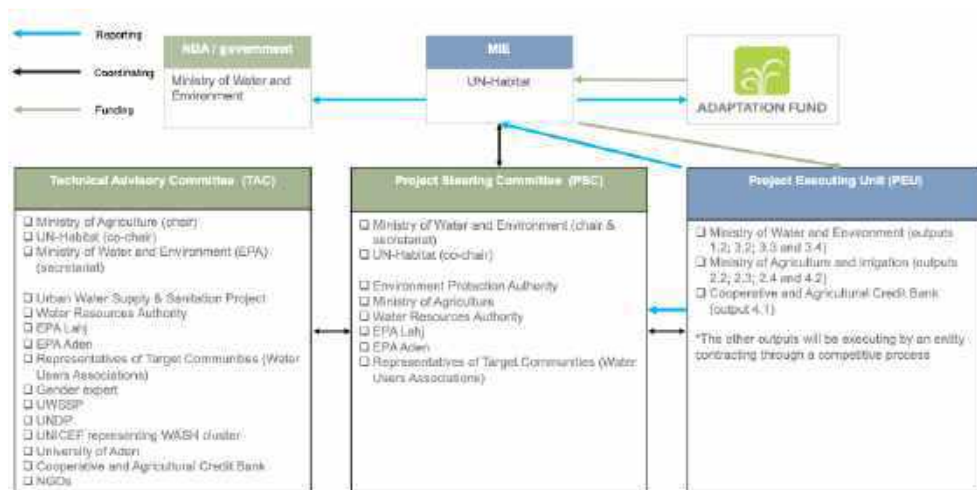 Reporting
Coordinating
Funding
NDA / government
Ministry of Water and
Environment
MIE
UN-Habitat
ADAPTATION FUND
Technical Advisory Committee (TAC)
❑ Ministry of Agriculture (chair)
❑ UN-Habitat (co-chair)
❑ Ministry of Water and Environment (EPA)
(secretariat)
❑ Urban Water Supply & Sanitation Project
❑ Water Resources Authority
❑ EPA Lahj
❑ EPA Aden
❑ Representatives of Target Communities (Water
Users Associations)
❑ Gender expert
❑ UWSSP
❑ UNDP
❑ UNICEF representing WASH cluster
❑ University of Aden
❑ Cooperative and Agricultural Credit Bank
❑ NGOs
Project Steering Committee (PSC)
❑ Ministry of Water and Environment (chair &
secretariat)
❑ UN-Habitat (co-chair)
❑ Environment Protection Authority
❑ Ministry of Agriculture
❑ Water Resources Authority
❑ EPA Lahj
❑ EPA Aden
❑ Representatives of Target Communities (Water
Users Associations)
Project Executing Unit (PEU)
❑ Ministry of Water and Environment (outputs
1.2; 3.2; 3.3 and 3.4)
❑ Ministry of Agriculture and Irrigation (outputs
2.2; 2.3; 2.4 and 4.2)
❑ Cooperative and Agricultural Credit Bank
(output 4.1)
*The other outputs will be executing by an entity
contracting through a competitive process